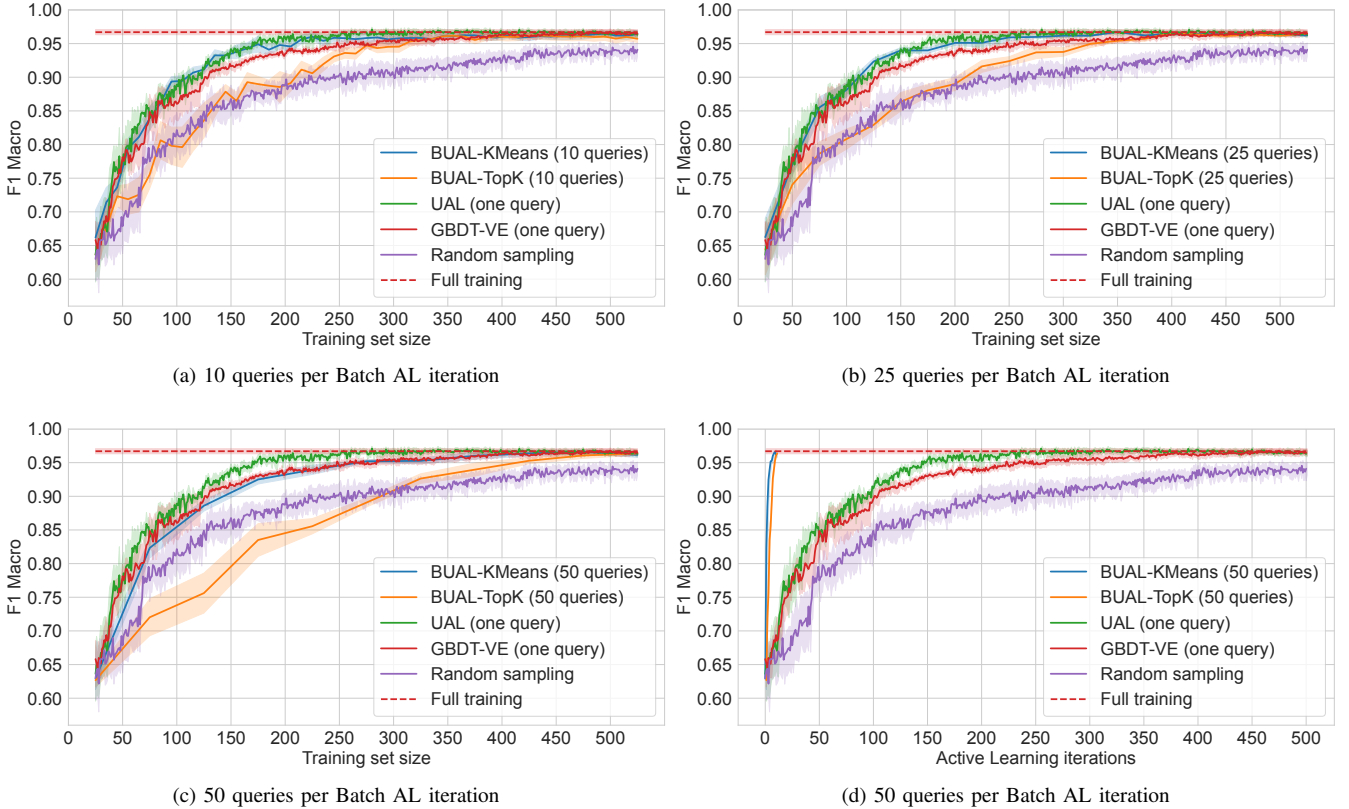 1.00
0.95
0.90
0.85
0.80
0.75
0.70
0.65
0.60
F1 Macro
BUAL-KMeans (10 queries)
BUAL-TopK (10 queries)
UAL (one query)
GBDT-VE (one query)
Random sampling
Full training
0 50 100 150 200 250 300 350 400 450 500
Training set size
(a) 10 queries per Batch AL iteration
1.00
0.95
0.90
0.85
0.80
0.75
0.70
0.65
0.60
F1 Macro
BUAL-KMeans (25 queries)
BUAL-TopK (25 queries)
UAL (one query)
GBDT-VE (one query)
Random sampling
Full training
0 50 100 150 200 250 300 350 400 450 500
Training set size
(b) 25 queries per Batch AL iteration
1.00
0.95
0.90
0.85
0.80
0.75
0.70
0.65
0.60
F1 Macro
BUAL-KMeans (50 queries)
BUAL-TopK (50 queries)
UAL (one query)
GBDT-VE (one query)
Random sampling
Full training
0 50 100 150 200 250 300 350 400 450 500
Training set size
(c) 50 queries per Batch AL iteration
1.00
0.95
0.90
0.85
0.80
0.75
0.70
0.65
0.60
F1 Macro
BUAL-KMeans (50 queries)
BUAL-TopK (50 queries)
UAL (one query)
GBDT-VE (one query)
Random sampling
Full training
0 50 100 150 200 250 300 350 400 450 500
Active Learning iterations
(d) 50 queries per Batch AL iteration